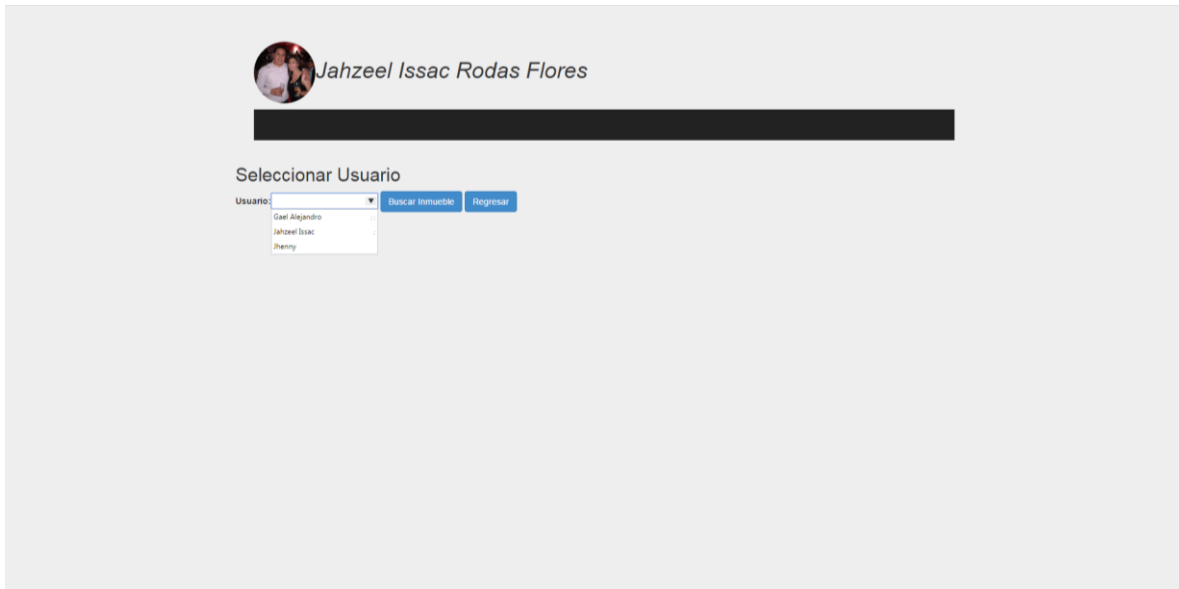 Jahzeel Issac Rodas Flores
Seleccionar Usuario
Usuario: Buscar Inmueble Regresar
Gael Alejandro
Jahzeel Issac
Jhenny